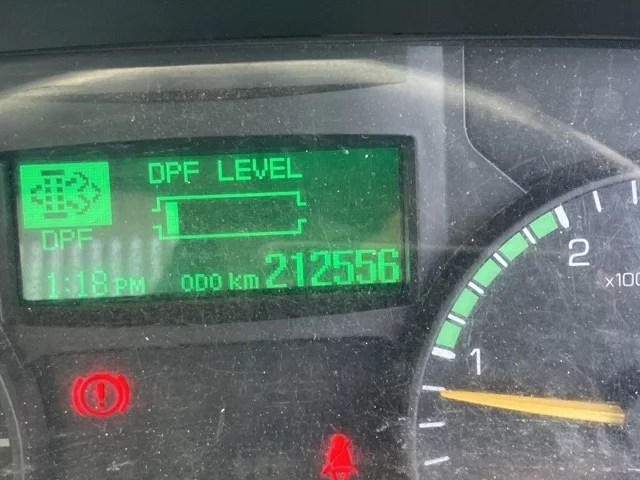 DPF LEVEL
DPF
1:18 PM ODO km 212556
2
x100
1